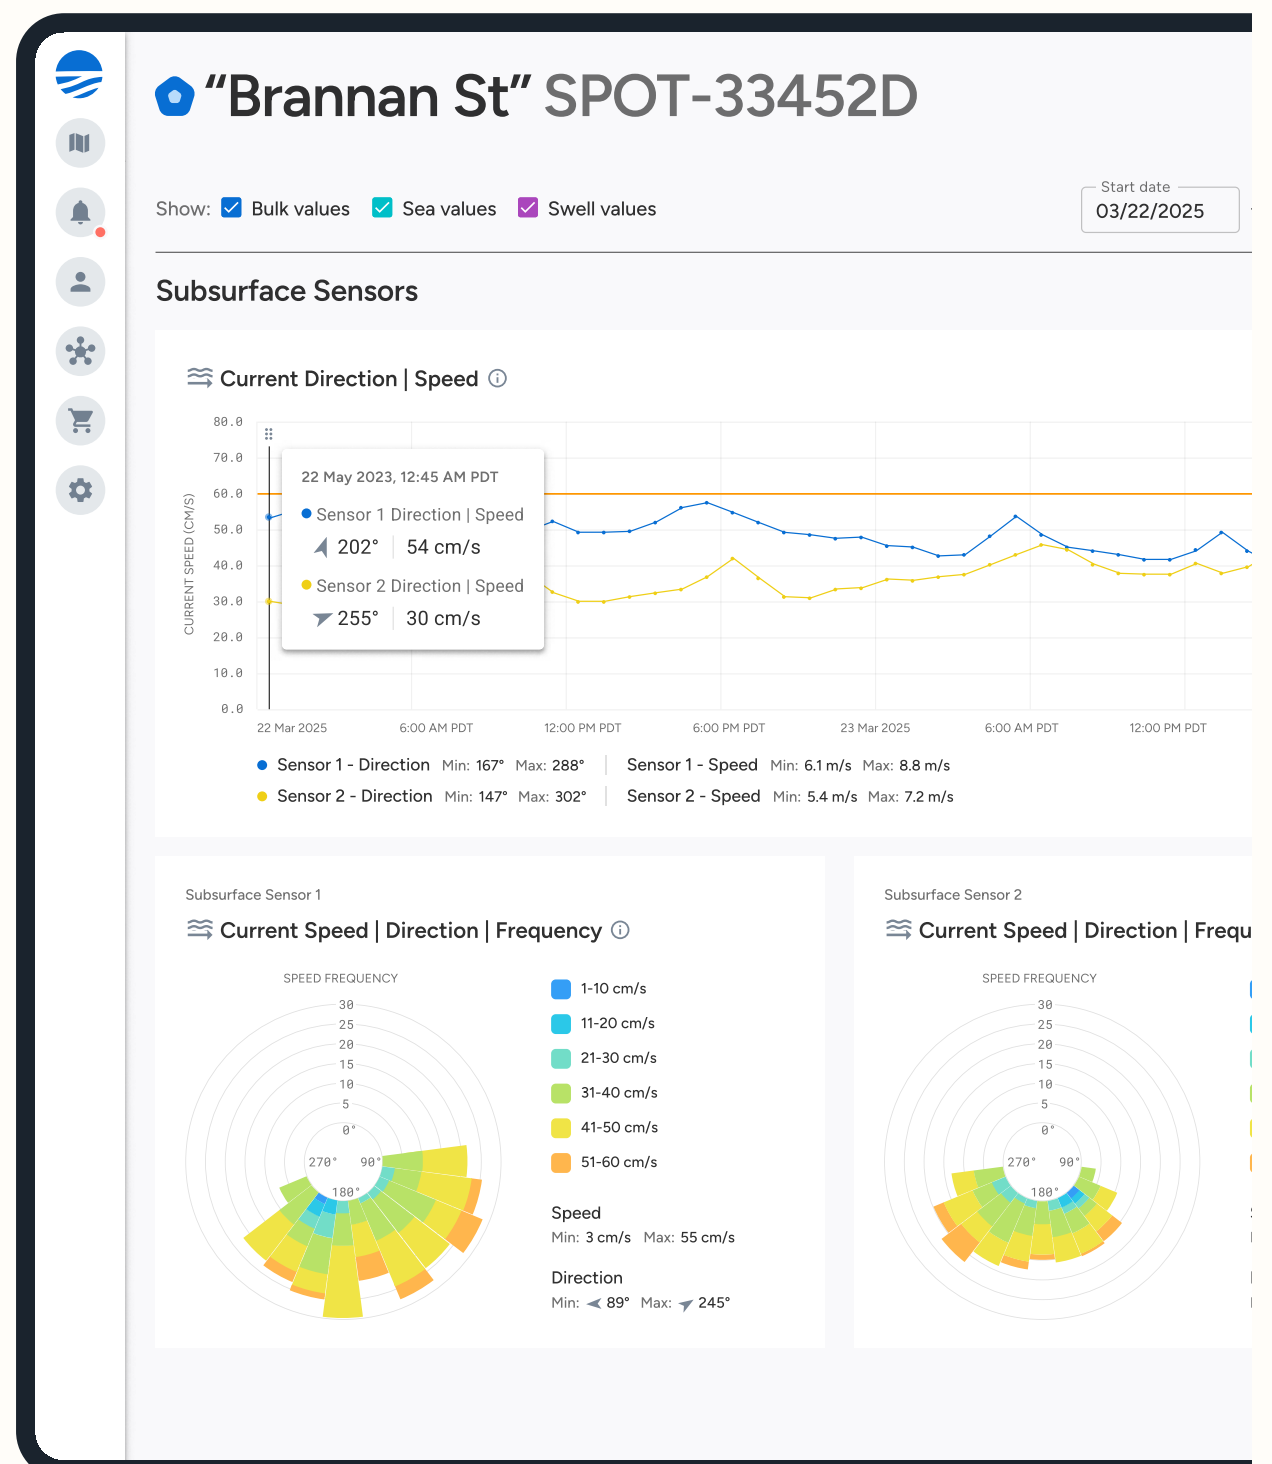 “Brannan St” SPOT-33452D
Show: Bulk values Sea values Swell values
Start date
03/22/2025
Subsurface Sensors
Current Direction | Speed
CURRENT SPEED (CM/S)
80.0
70.0
60.0
50.0
40.0
30.0
20.0
10.0
0.0
22 May 2023, 12:45 AM PDT
Sensor 1 Direction | Speed
202° 54 cm/s
Sensor 2 Direction | Speed
255° 30 cm/s
22 Mar 2025 6:00 AM PDT 12:00 PM PDT 6:00 PM PDT 23 Mar 2025 6:00 AM PDT 12:00 PM PDT
Sensor 1 - Direction Min: 167° Max: 288° Sensor 1 - Speed Min: 6.1 m/s Max: 8.8 m/s
Sensor 2 - Direction Min: 147° Max: 302° Sensor 2 - Speed Min: 5.4 m/s Max: 7.2 m/s
Subsurface Sensor 1
Current Speed | Direction | Frequency
SPEED FREQUENCY
30
25
20
15
10
5
0°
270° 90°
180°
1-10 cm/s
11-20 cm/s
21-30 cm/s
31-40 cm/s
41-50 cm/s
51-60 cm/s
Speed
Min: 3 cm/s Max: 55 cm/s
Direction
Min: 89° Max: 245°
Subsurface Sensor 2
Current Speed | Direction | Frequ
SPEED FREQUENCY
30
25
20
15
10
5
0°
270° 90°
180°